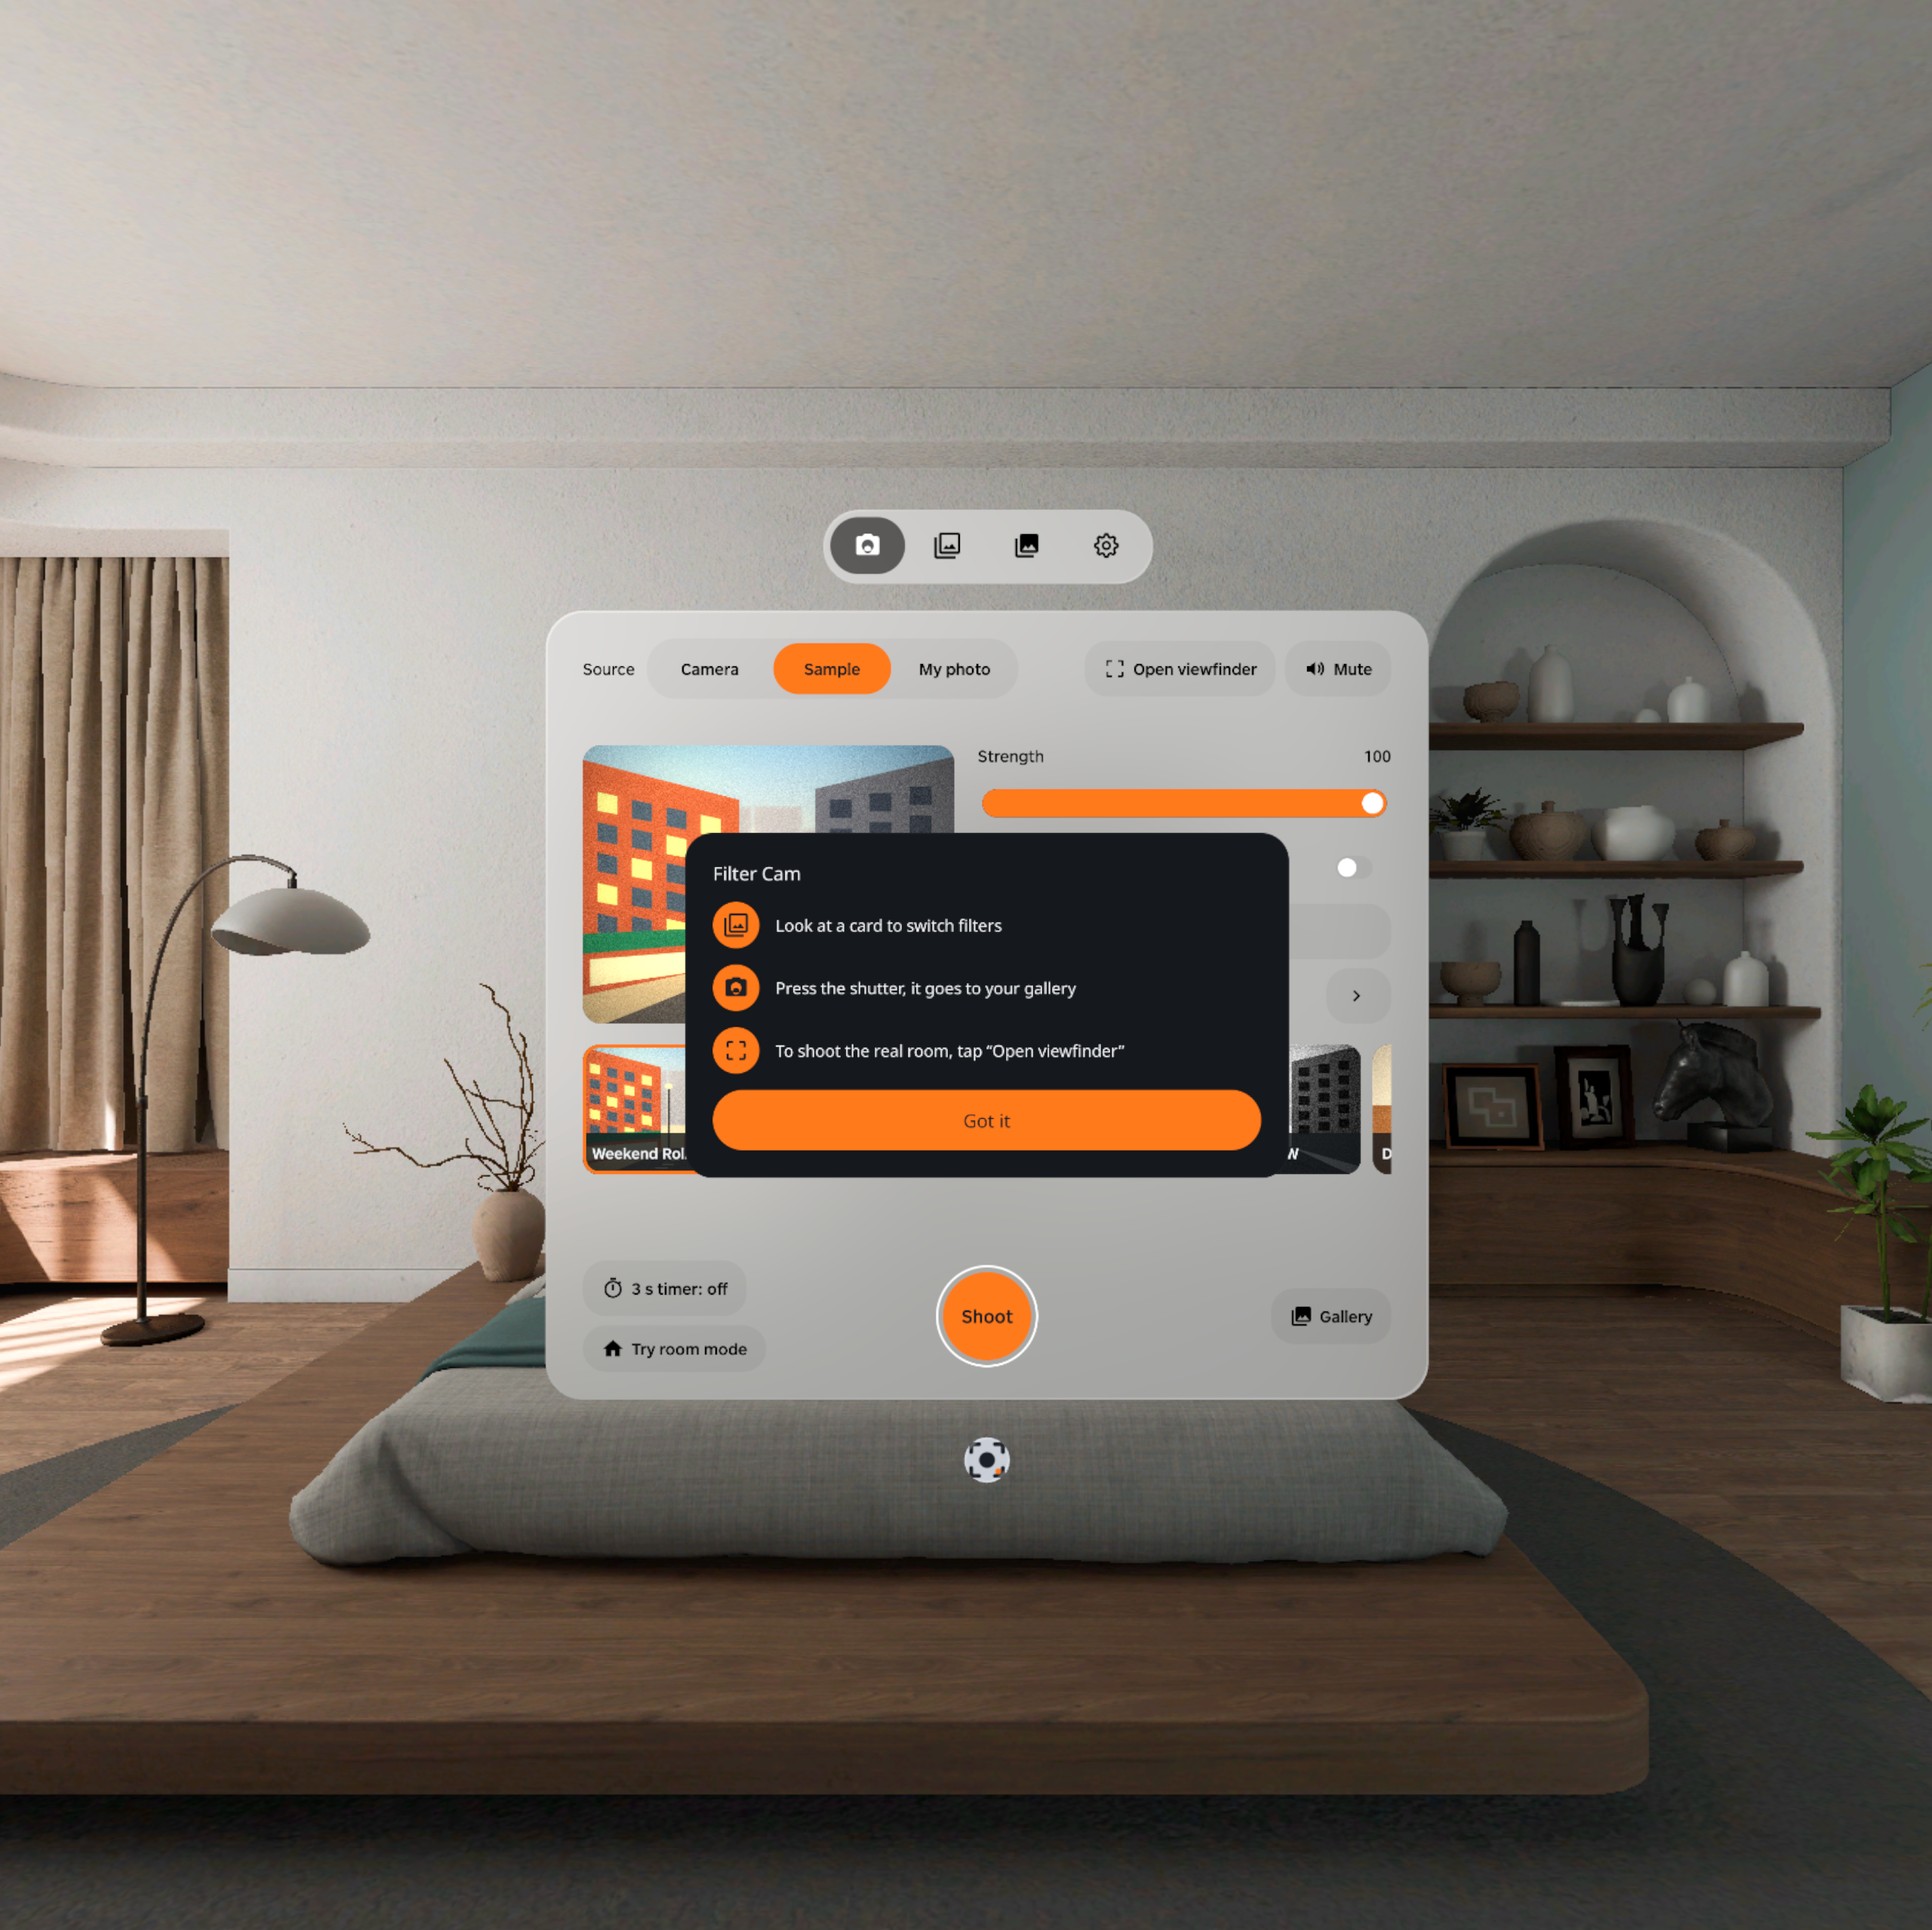 Source
Camera
Sample
My photo
Open viewfinder
Mute
Strength
100
Filter Cam
Look at a card to switch filters
Press the shutter, it goes to your gallery
To shoot the real room, tap “Open viewfinder”
Got it
Weekend Rol
W
D
3 s timer: off
Try room mode
Shoot
Gallery